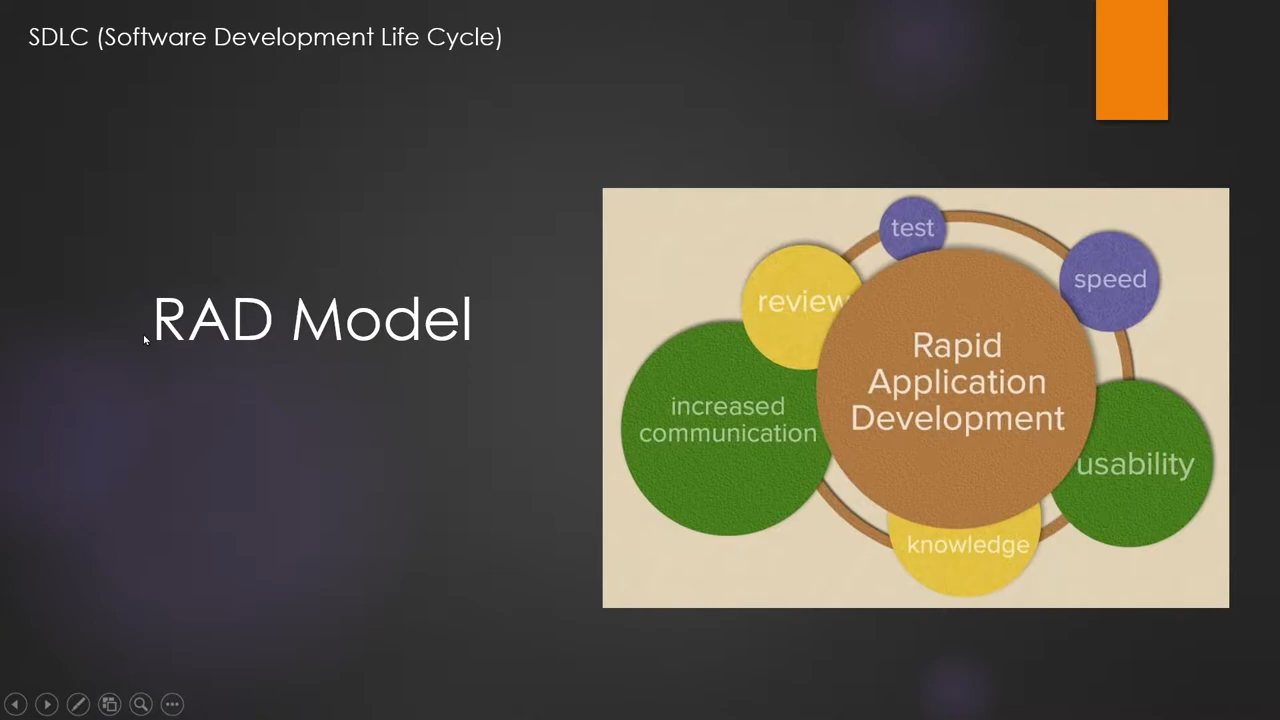 SDLC (Software Development Life Cycle)
RAD Model
test
speed
review
Rapid
Application
Development
increased
communication
usability
knowledge